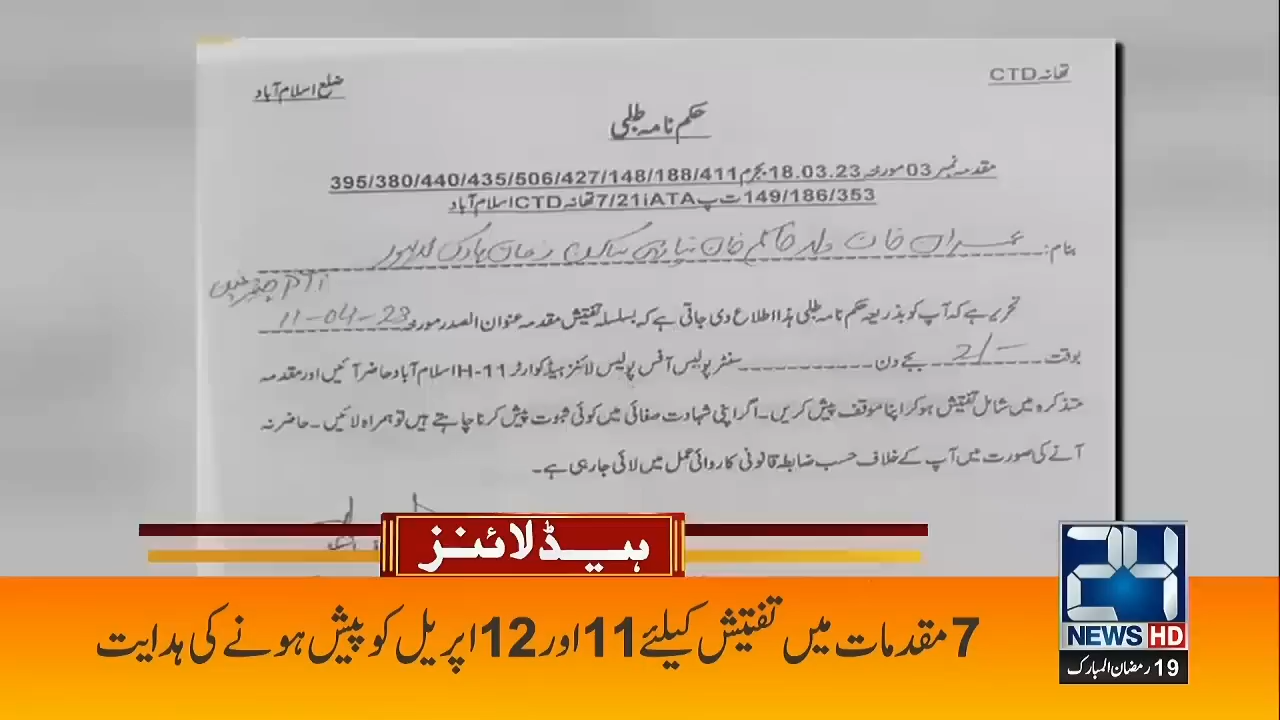 تھانہ CTD
ضلع اسلام آباد
حکم نامہ طلبی
مقدمہ نمبر 03 مورخہ 18.03.23 بجرم 395/380/440/435/506/427/148/188/411
149/186/353 ت پ 7/21iATA تھانہ CTD اسلام آباد
بنام: عمران خان ولد خان نیازی ساکن زمان پارک لاہور
PTI
تحریر ہے کہ آپ کو بذریعہ حکم نامہ طلبی ہذا اطلاع دی جاتی ہے کہ بسلسلہ تفتیش مقدمہ عنوان الصدر مورخہ 11-04-23
بوقت 2/- بجے دن سنٹر پولیس آفس پولیس لائنز ہیڈ کوارٹر H-11 اسلام آباد حاضر آئیں اور مقدمہ
متذکرہ میں شامل تفتیش ہو کر اپنا موقف پیش کریں۔ اگر اپنی شہادت صفائی میں کوئی ثبوت پیش کرنا چاہتے ہیں تو ہمراہ لائیں۔ حاضر نہ
آنے کی صورت میں آپ کے خلاف حسب ضابطہ قانونی کاروائی عمل میں لائی جا رہی ہے۔
ہیڈ لائنز
7 مقدمات میں تفتیش کیلئے 11 اور 12 اپریل کو پیش ہونے کی ہدایت
24
NEWS HD
19 رمضان المبارک